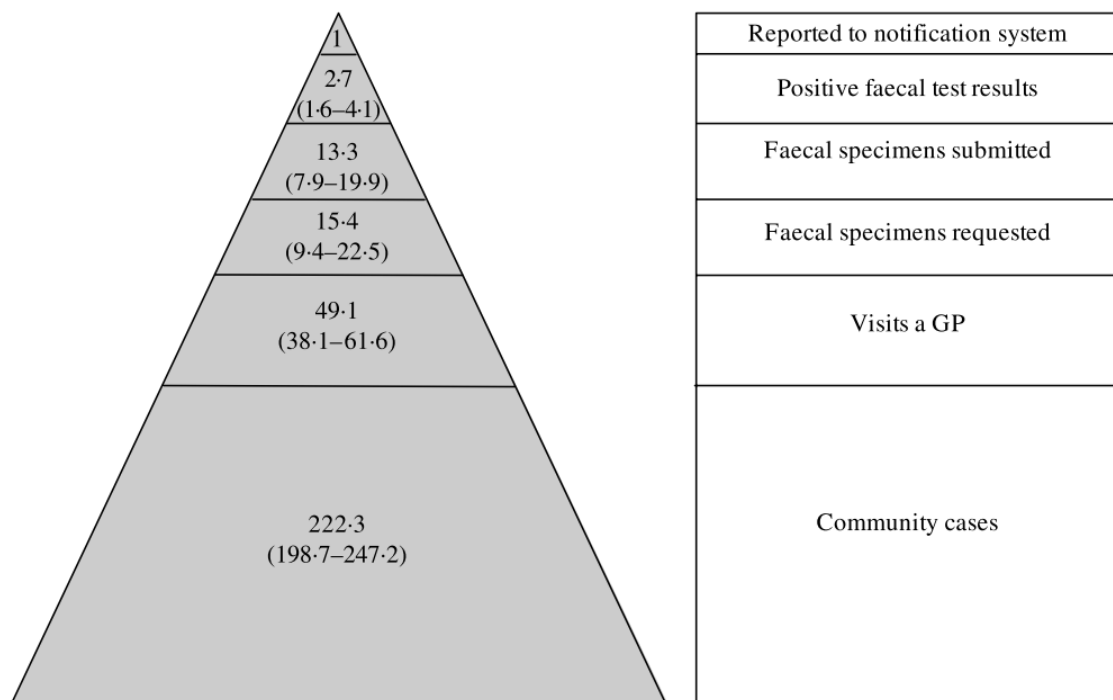 1
Reported to notification system
2·7
(1·6–4·1)
Positive faecal test results
13·3
(7·9–19·9)
Faecal specimens submitted
15·4
(9·4–22·5)
Faecal specimens requested
49·1
(38·1–61·6)
Visits a GP
222·3
(198·7–247·2)
Community cases